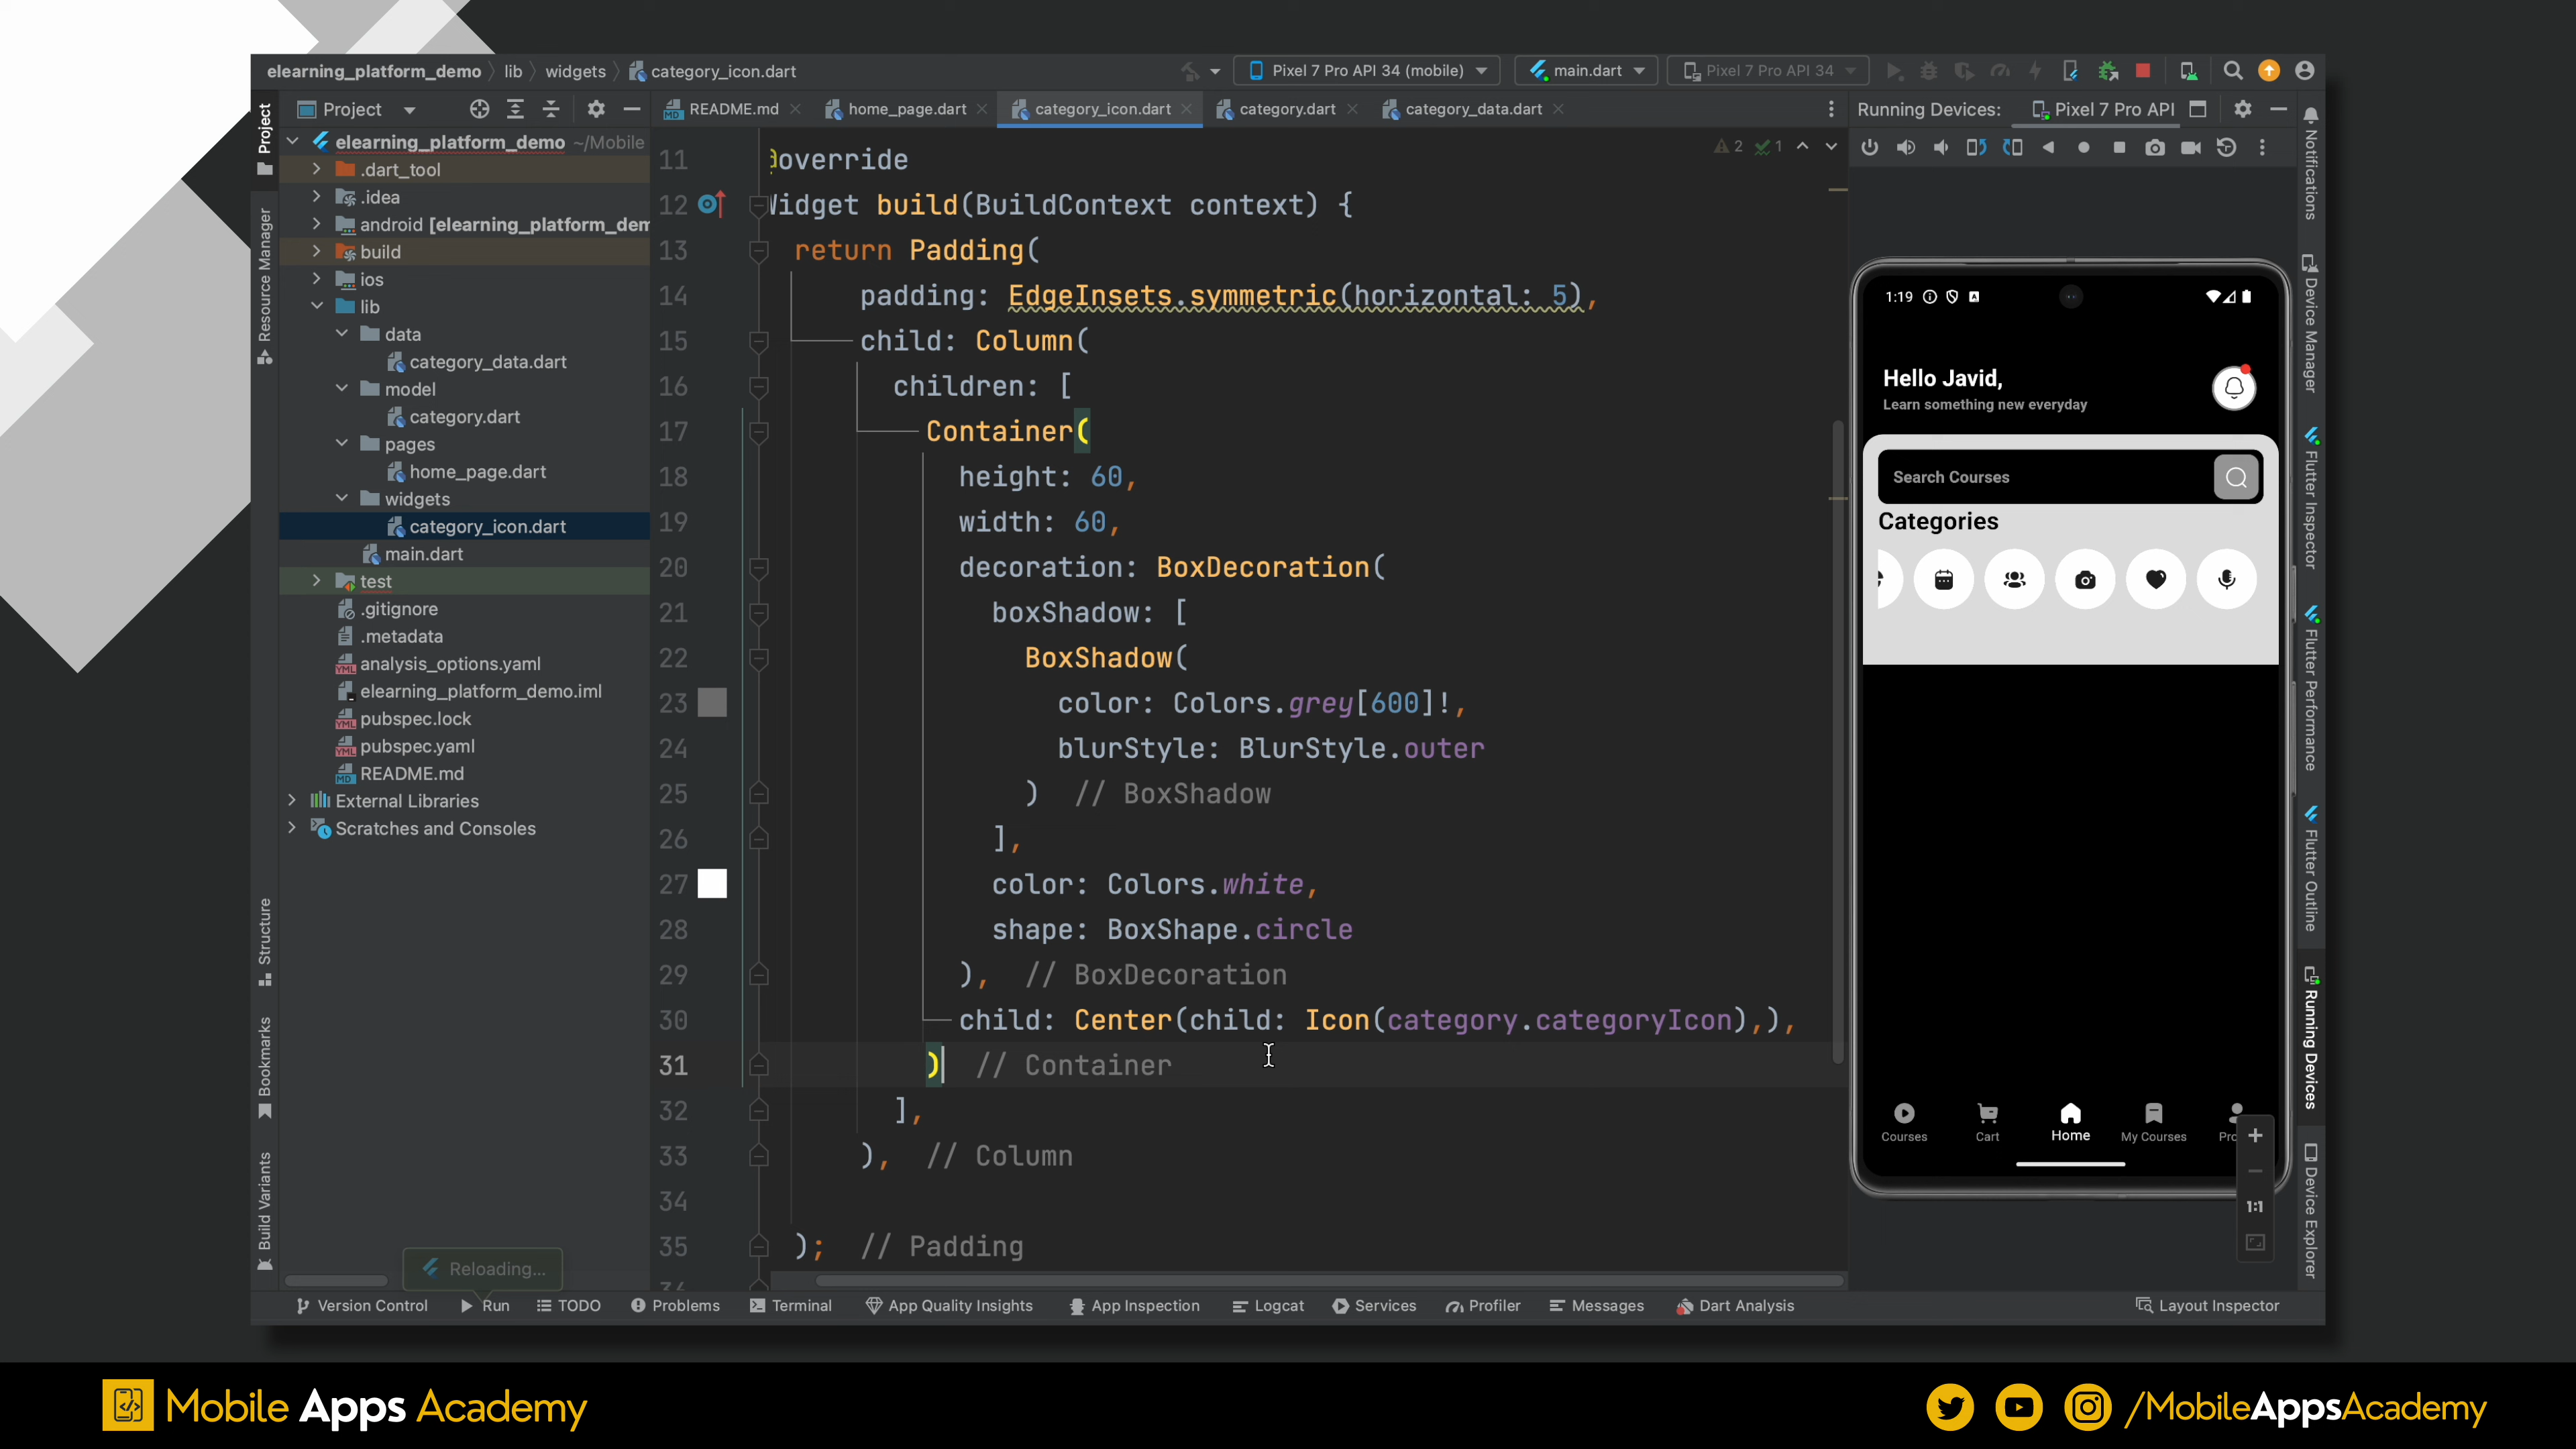 elearning_platform_demo
lib
widgets
category_icon.dart
Pixel 7 Pro API 34 (mobile)
main.dart
Pixel 7 Pro API 34
Project
README.md
home_page.dart
category_icon.dart
category.dart
category_data.dart
Running Devices:
Pixel 7 Pro API
Project
Resource Manager
Structure
Bookmarks
Build Variants
elearning_platform_demo ~/Mobile
.dart_tool
.idea
android [elearning_platform_dem
build
ios
lib
data
category_data.dart
model
category.dart
pages
home_page.dart
widgets
category_icon.dart
main.dart
test
.gitignore
.metadata
analysis_options.yaml
elearning_platform_demo.iml
pubspec.lock
pubspec.yaml
README.md
External Libraries
Scratches and Consoles
Reloading...
2 1
11 @override
12 Widget build(BuildContext context) {
13 return Padding(
14 padding: EdgeInsets.symmetric(horizontal: 5),
15 child: Column(
16 children: [
17 Container(
18 height: 60,
19 width: 60,
20 decoration: BoxDecoration(
21 boxShadow: [
22 BoxShadow(
23 color: Colors.grey[600]!,
24 blurStyle: BlurStyle.outer
25 ) // BoxShadow
26 ],
27 color: Colors.white,
28 shape: BoxShape.circle
29 ), // BoxDecoration
30 child: Center(child: Icon(category.categoryIcon),),
31 ) // Container
32 ],
33 ), // Column
34
35 ); // Padding
1:19
Hello Javid,
Learn something new everyday
Search Courses
Categories
Courses
Cart
Home
My Courses
Pro
1:1
Notifications
Device Manager
Flutter Inspector
Flutter Performance
Flutter Outline
Running Devices
Device Explorer
Version Control
Run
TODO
Problems
Terminal
App Quality Insights
App Inspection
Logcat
Services
Profiler
Messages
Dart Analysis
Layout Inspector
Mobile Apps Academy
/MobileAppsAcademy